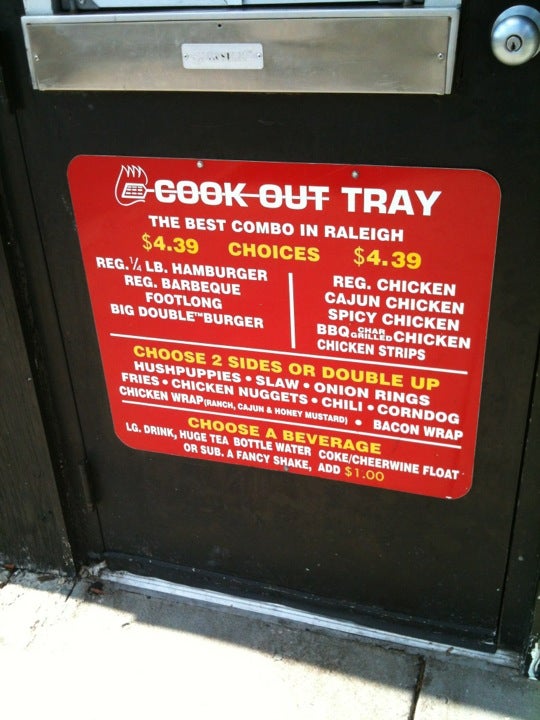 COOK OUT TRAY
THE BEST COMBO IN RALEIGH
$4.39 CHOICES $4.39
REG. ¼ LB. HAMBURGER
REG. BARBEQUE
FOOTLONG
BIG DOUBLE™ BURGER
REG. CHICKEN
CAJUN CHICKEN
SPICY CHICKEN
BBQ CHAR GRILLED CHICKEN
CHICKEN STRIPS
CHOOSE 2 SIDES OR DOUBLE UP
HUSHPUPPIES • SLAW • ONION RINGS
FRIES • CHICKEN NUGGETS • CHILI • CORNDOG
CHICKEN WRAP (RANCH, CAJUN & HONEY MUSTARD) • BACON WRAP
CHOOSE A BEVERAGE
LG. DRINK, HUGE TEA BOTTLE WATER COKE/CHEERWINE FLOAT
OR SUB. A FANCY SHAKE, ADD $1.00